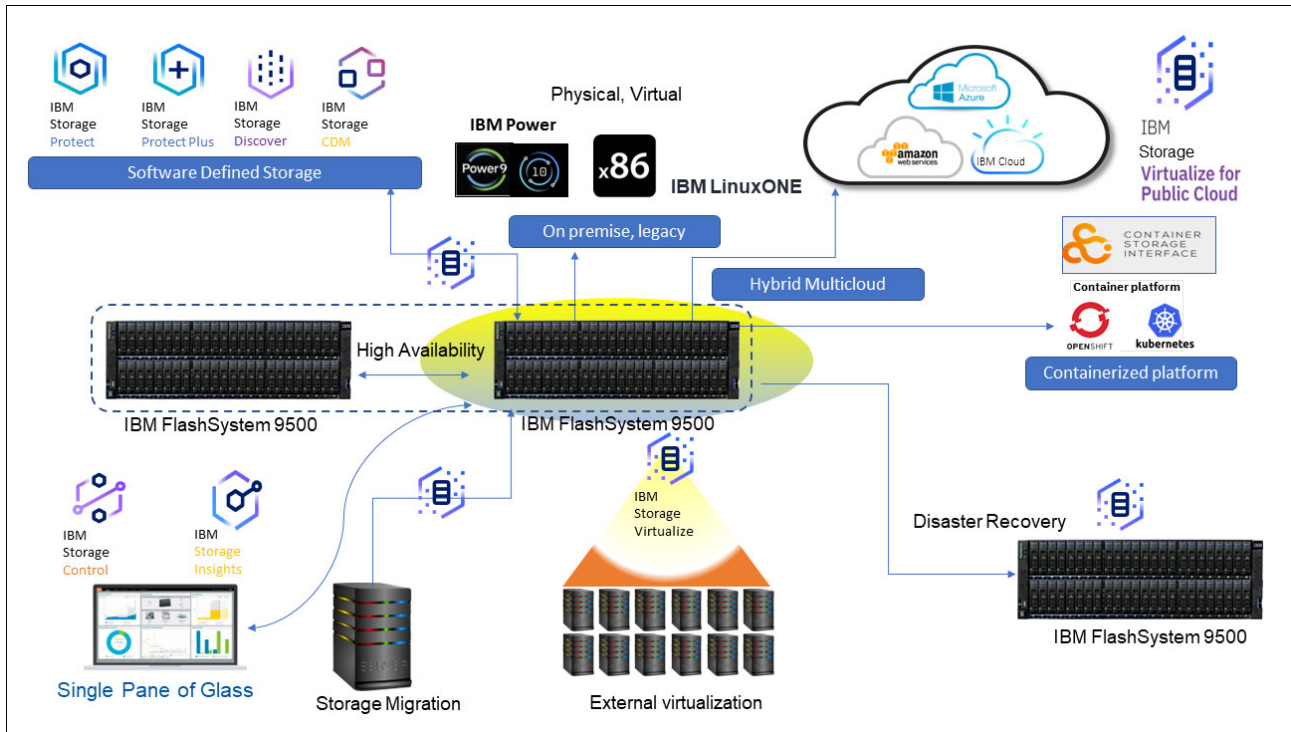 IBM
Storage
Protect
IBM
Storage
Protect Plus
IBM
Storage
Discover
IBM
Storage
CDM
Software Defined Storage
Physical, Virtual
IBM Power
Power9
10
x86
IBM LinuxONE
On premise, legacy
Microsoft
Azure
amazon
web services
IBM Cloud
IBM
Storage
Virtualize for
Public Cloud
Hybrid Multicloud
CONTAINER
STORAGE
INTERFACE
Container platform
OPENSHIFT
kubernetes
Containerized platform
High Availability
IBM FlashSystem 9500
IBM FlashSystem 9500
IBM
Storage
Control
IBM
Storage
Insights
Single Pane of Glass
SERVER
Storage Migration
IBM
Storage
Virtualize
External virtualization
Disaster Recovery
IBM FlashSystem 9500